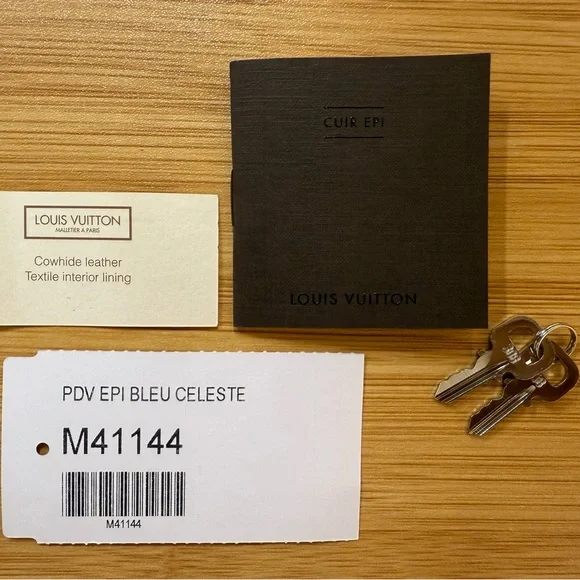 CUIR EPI
LOUIS VUITTON
LOUIS VUITTON
MALLETIER A PARIS
Cowhide leather
Textile interior lining
PDV EPI BLEU CELESTE
M41144
M41144